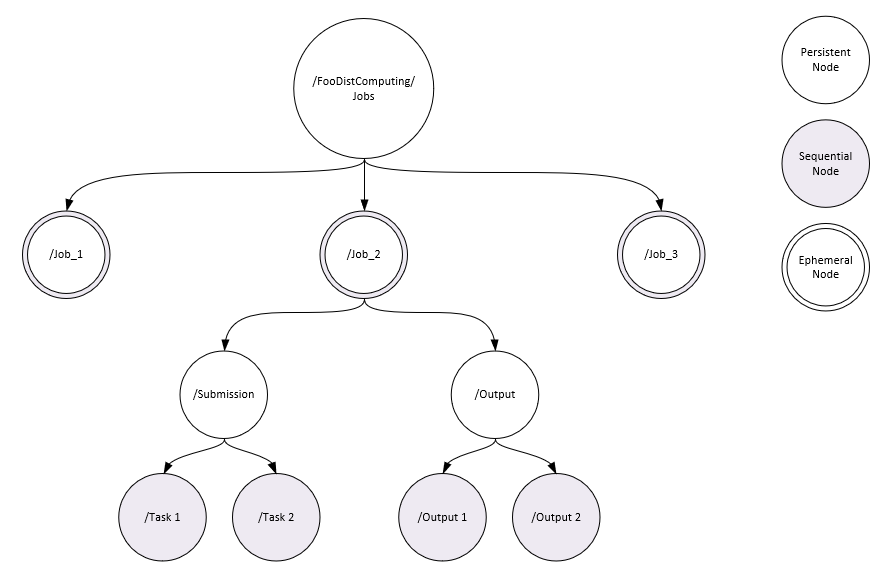 /FooDistComputing/
Jobs
Persistent
Node
Sequential
Node
/Job_1
/Job_2
/Job_3
Ephemeral
Node
/Submission
/Output
/Task 1
/Task 2
/Output 1
/Output 2